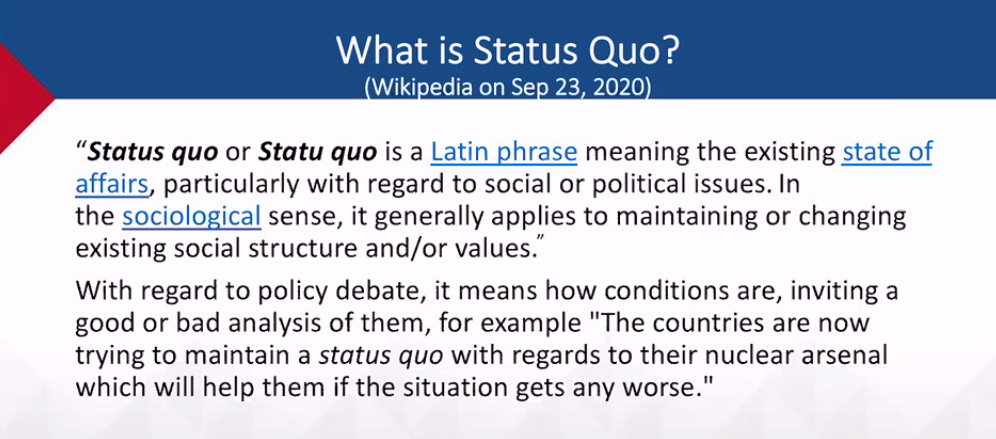 What is Status Quo?
(Wikipedia on Sep 23, 2020)
“Status quo or Statu quo is a Latin phrase meaning the existing state of
affairs, particularly with regard to social or political issues. In
the sociological sense, it generally applies to maintaining or changing
existing social structure and/or values.”
With regard to policy debate, it means how conditions are, inviting a
good or bad analysis of them, for example "The countries are now
trying to maintain a status quo with regards to their nuclear arsenal
which will help them if the situation gets any worse."